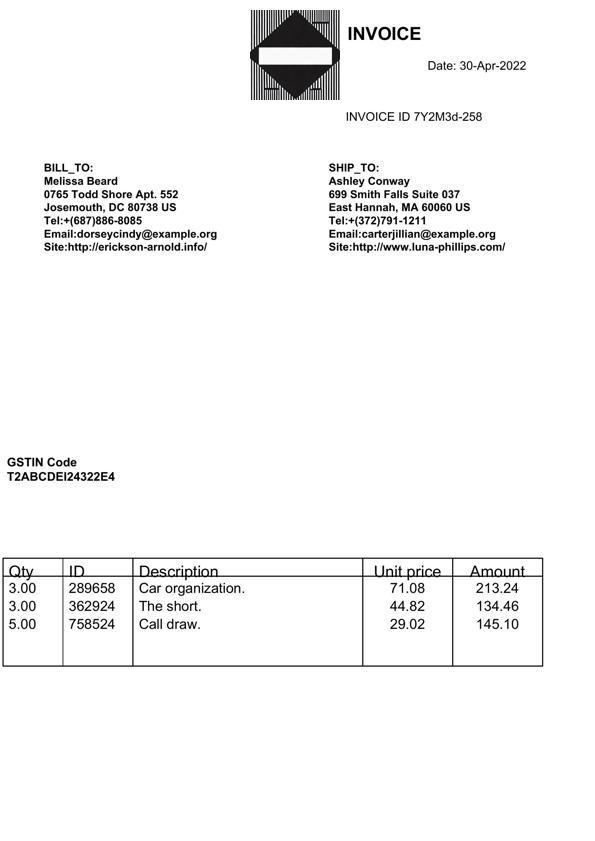 INVOICE
Date: 30-Apr-2022
INVOICE ID 7Y2M3d-258
BILL_TO:
Melissa Beard
0765 Todd Shore Apt. 552
Josemouth, DC 80738 US
Tel:+(687)886-8085
Email:dorseycindy@example.org
Site:http://erickson-arnold.info/
SHIP_TO:
Ashley Conway
699 Smith Falls Suite 037
East Hannah, MA 60060 US
Tel:+(372)791-1211
Email:carterjillian@example.org
Site:http://www.luna-phillips.com/
GSTIN Code
T2ABCDEI24322E4
Qty ID Description Unit price Amount
3.00 289658 Car organization. 71.08 213.24
3.00 362924 The short. 44.82 134.46
5.00 758524 Call draw. 29.02 145.10